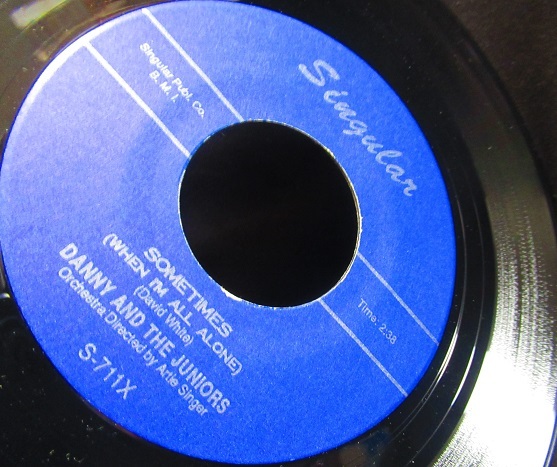 Singular
Singular Publ. Co.
B. M. I.
Time 2:38
SOMETIMES
(WHEN I'M ALL ALONE)
(David White)
DANNY AND THE JUNIORS
Orchestra Directed by Artie Singer
S-711X